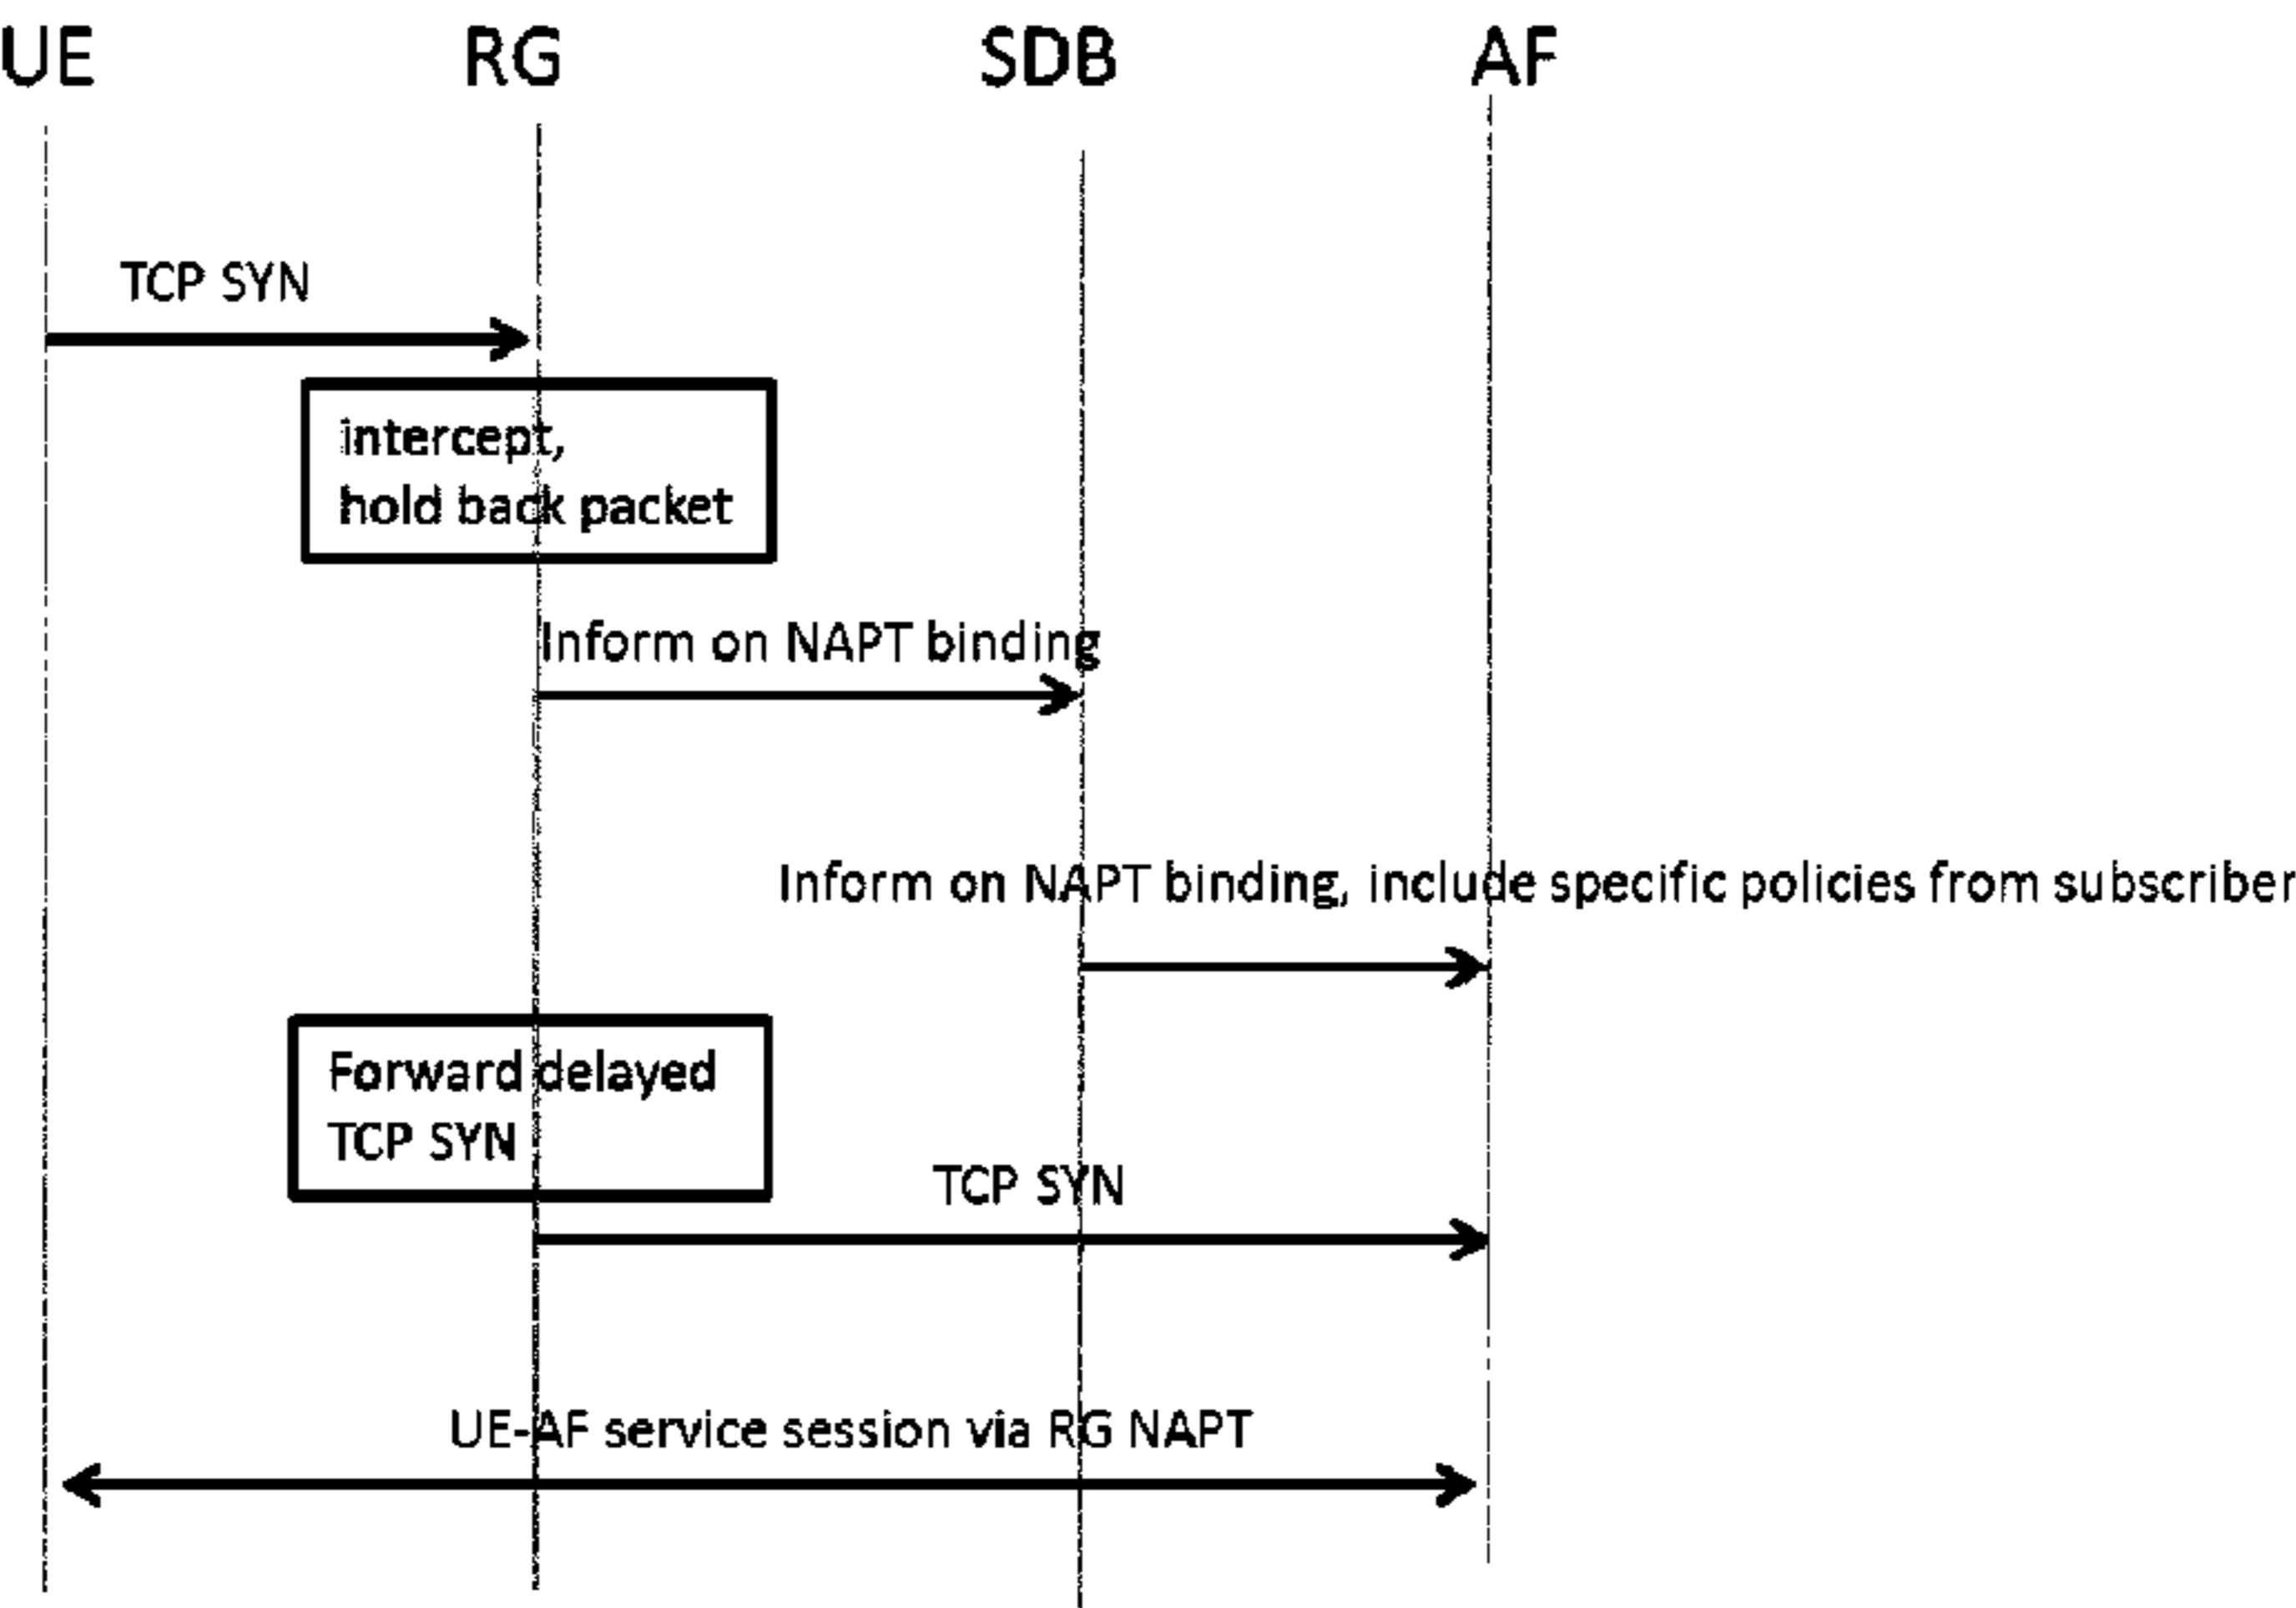 UE RG SDB AF
TCP SYN
intercept,
hold back packet
Inform on NAPT binding
Inform on NAPT binding, include specific policies from subscriber
Forward delayed
TCP SYN
TCP SYN
UE-AF service session via RG NAPT